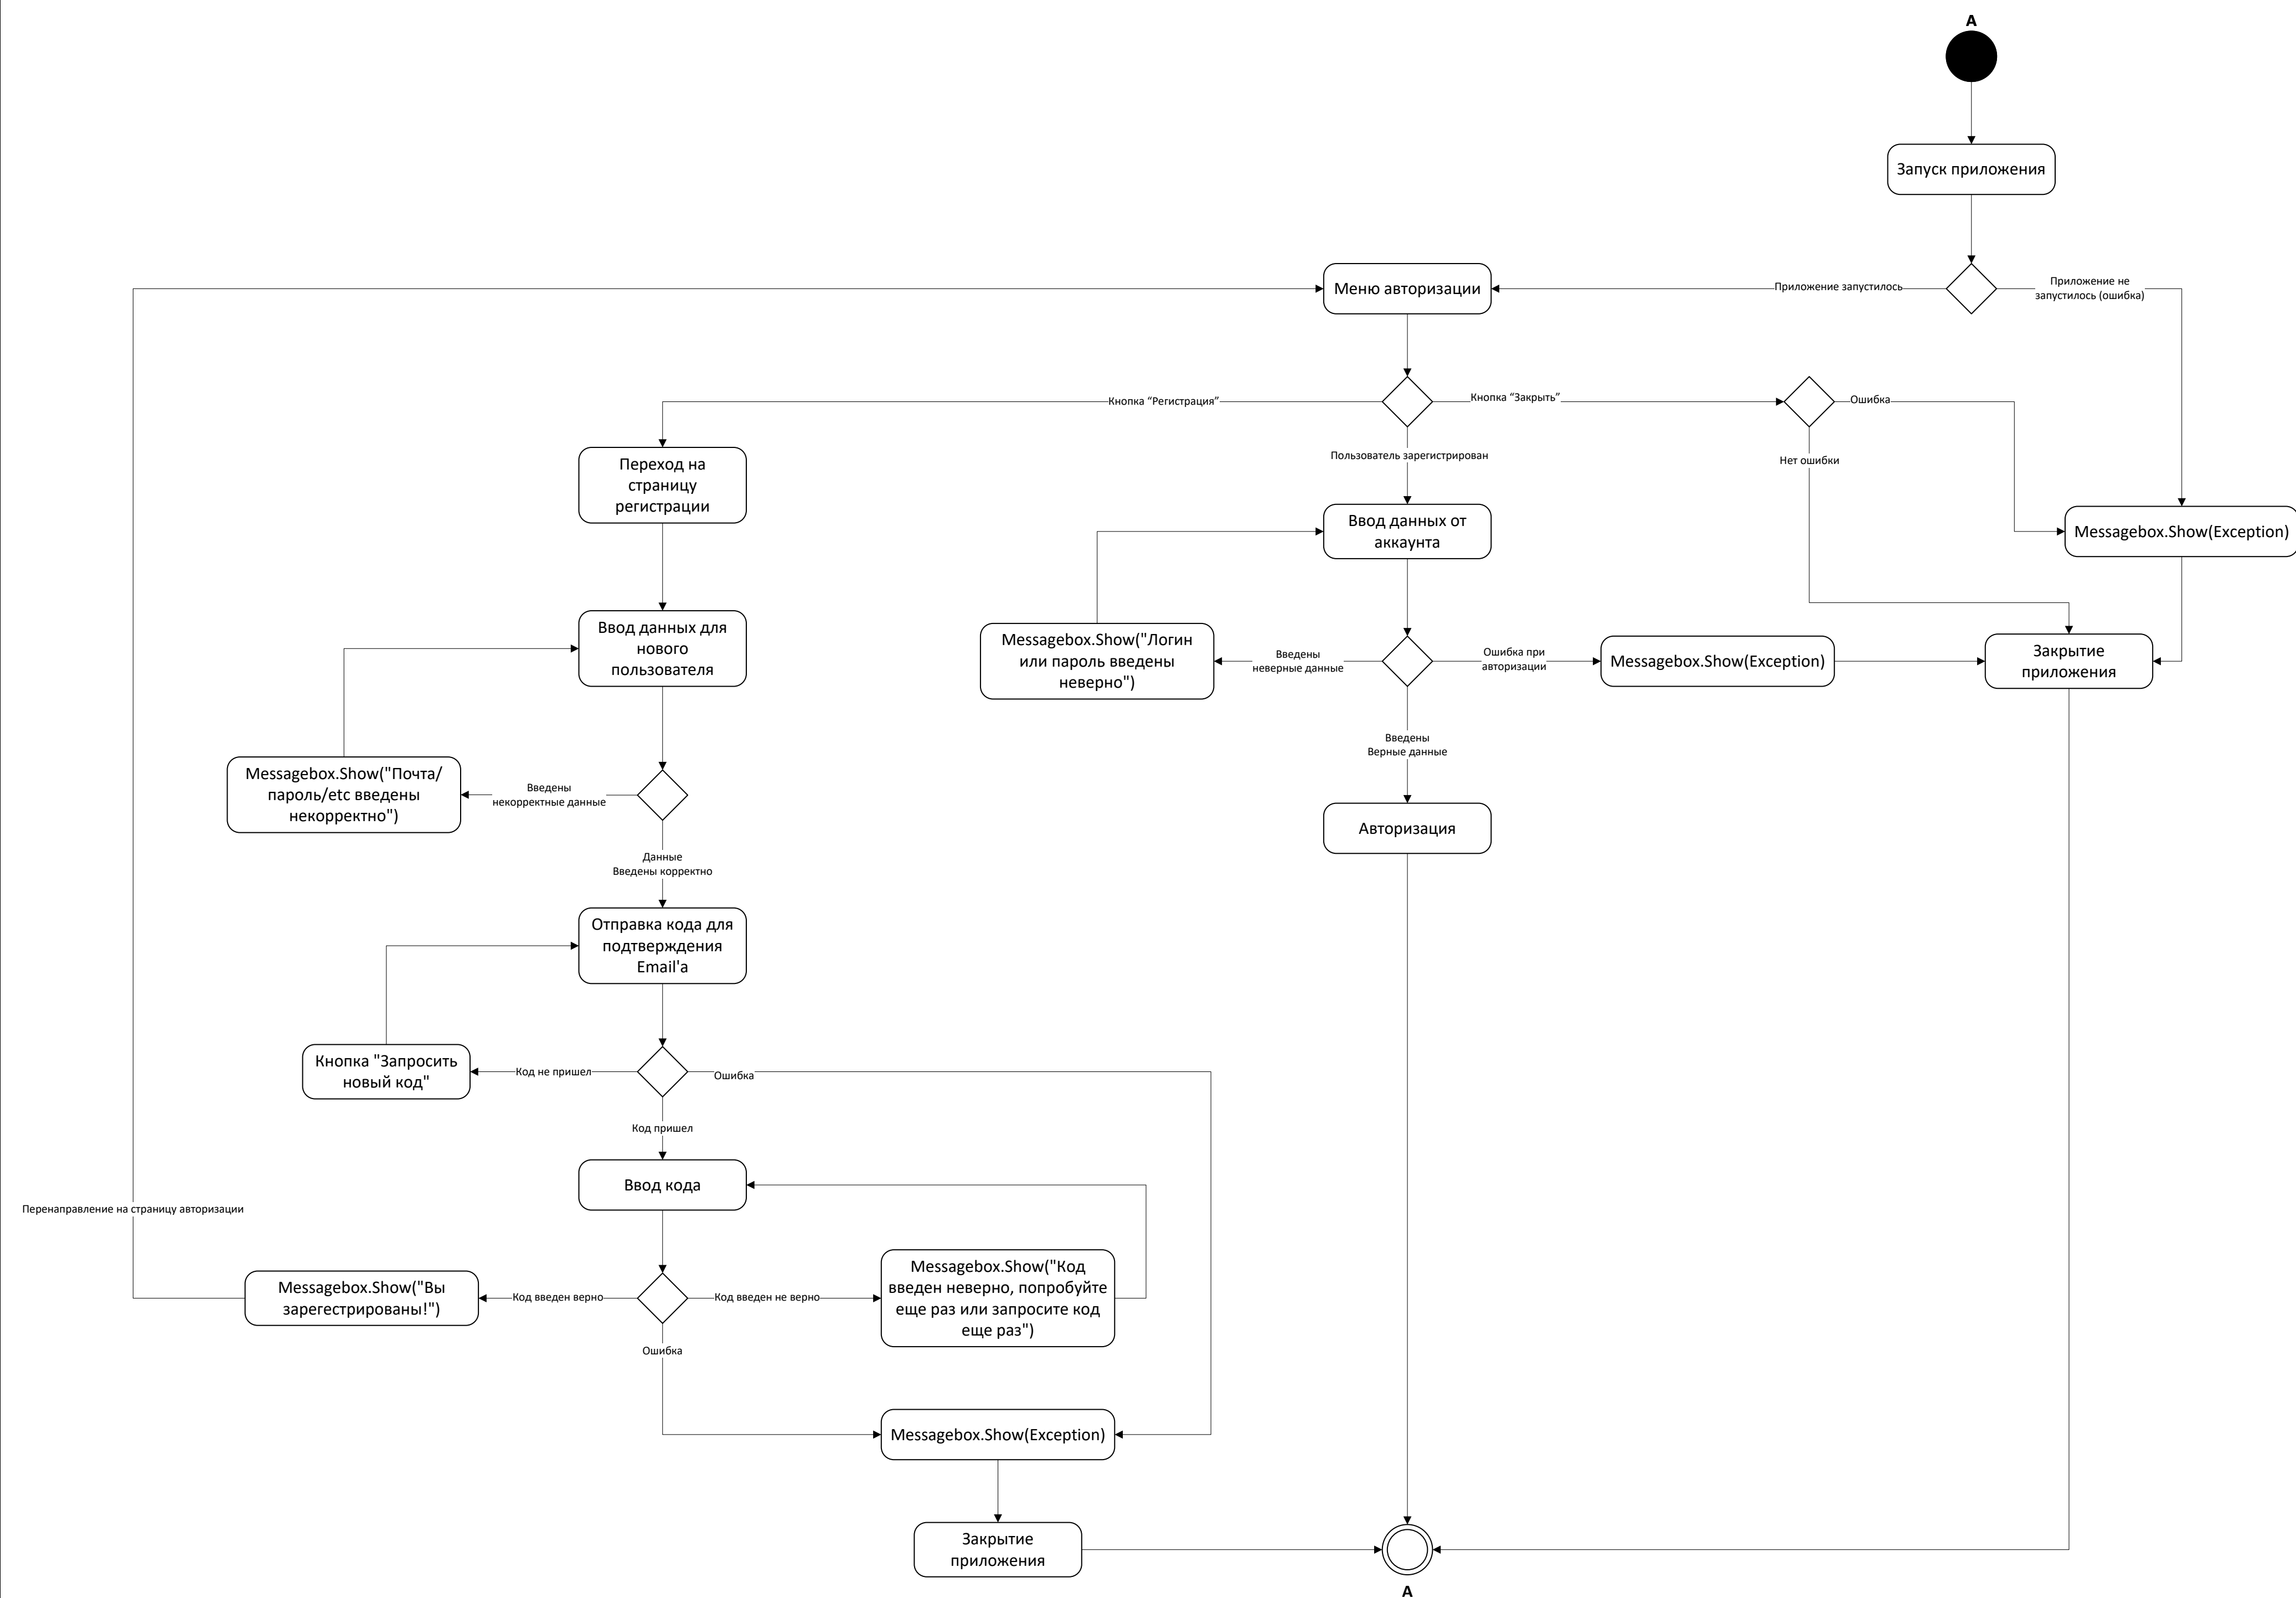 A
Запуск приложения
Меню авторизации
Приложение запустилось
Приложение не
запустилось (ошибка)
Кнопка “Регистрация”
Кнопка “Закрыть”
Ошибка
Пользователь зарегистрирован
Нет ошибки
Переход на
страницу
регистрации
Ввод данных от
аккаунта
Messagebox.Show(Exception)
Ввод данных для
нового
пользователя
Messagebox.Show("Логин
или пароль введены
неверно")
Введены
неверные данные
Ошибка при
авторизации
Messagebox.Show(Exception)
Закрытие
приложения
Введены
Верные данные
Messagebox.Show("Почта/
пароль/etc введены
некорректно")
Введены
некорректные данные
Авторизация
Данные
Введены корректно
Отправка кода для
подтверждения
Email'а
Кнопка "Запросить
новый код"
Код не пришел
Ошибка
Код пришел
Ввод кода
Перенаправление на страницу авторизации
Messagebox.Show("Вы
зарегестрированы!")
Код введен верно
Код введен не верно
Messagebox.Show("Код
введен неверно, попробуйте
еще раз или запросите код
еще раз")
Ошибка
Messagebox.Show(Exception)
Закрытие
приложения
A